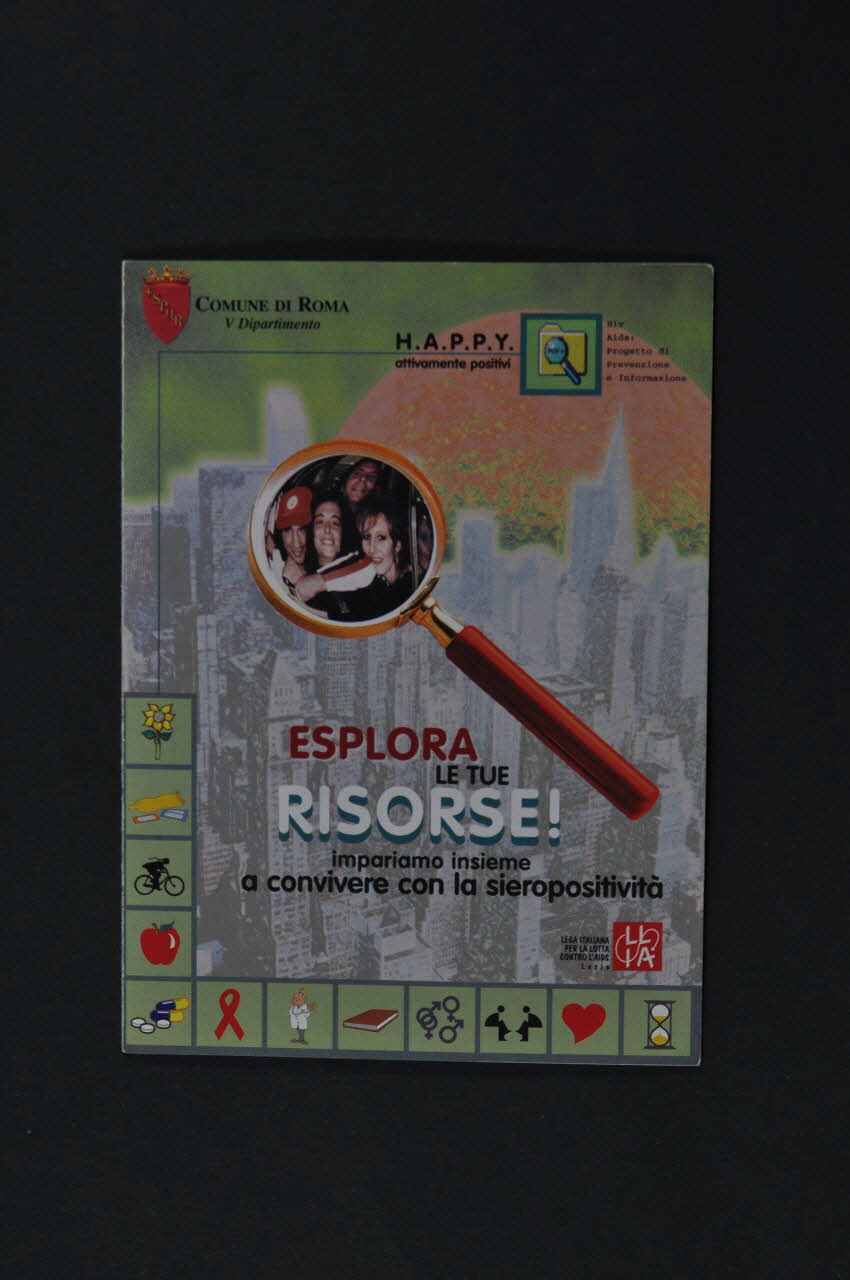 SPQR
COMUNE DI ROMA
V Dipartimento
H.A.P.P.Y.
attivamente positivi
Hiv
Aids:
Progetto di
Prevenzione
e Informazione
ESPLORA
LE TUE
RISORSE!
impariamo insieme
a convivere con la sieropositività
LEGA ITALIANA
PER LA LOTTA
CONTRO L'AIDS
Lazio
LILA